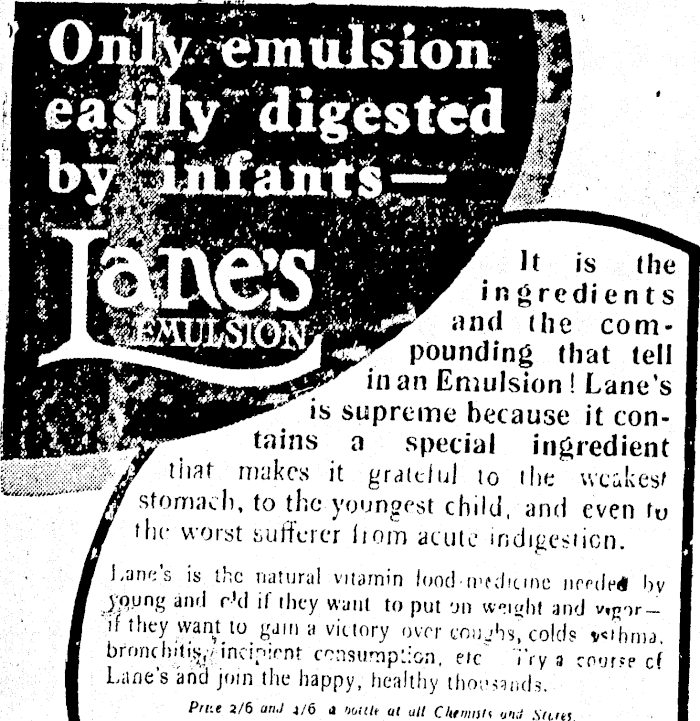 Only emulsion
easily digested
by infants—
Lane's
EMULSION
It is the
ingredients
and the com-
pounding that tell
in an Emulsion! Lane's
is supreme because it con-
tains a special ingredient
that makes it grateful to the weakest
stomach, to the youngest child, and even to
the worst sufferer from acute indigestion.
Lane's is the natural vitamin food-medicine needed by
young and old if they want to put on weight and vigor—
if they want to gain a victory over coughs, colds, asthma,
bronchitis, incipient consumption, etc. Try a course of
Lane's and join the happy, healthy thousands.
Price 2/6 and 4/6 a bottle at all Chemists and Stores.